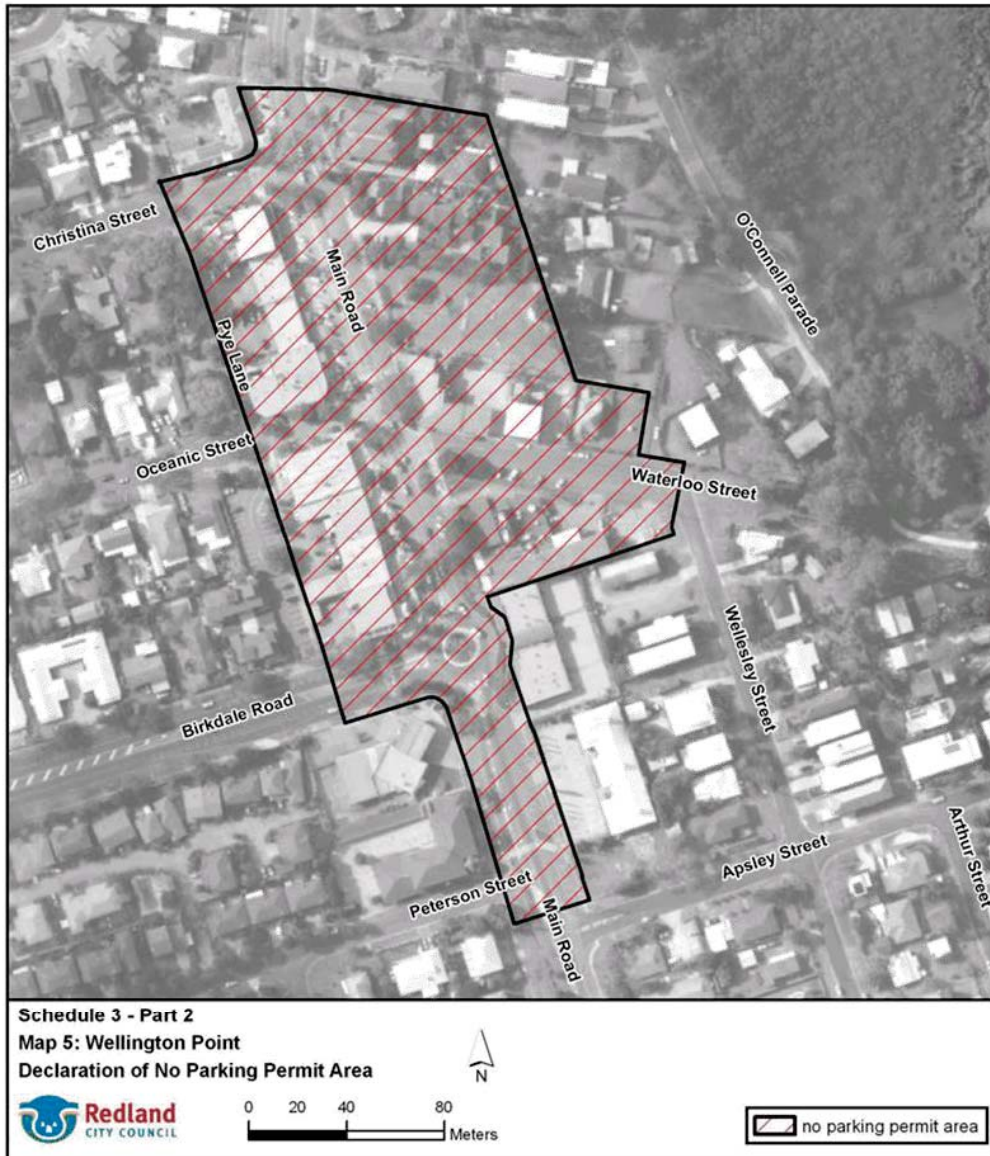 Christina Street
Main Road
O'Connell Parade
Pye Lane
Oceanic Street
Waterloo Street
Wellesley Street
Birkdale Road
Apsley Street
Arthur Street
Peterson Street
Main Road
Schedule 3 - Part 2
Map 5: Wellington Point
Declaration of No Parking Permit Area
N
Redland
CITY COUNCIL
0 20 40 80
Meters
no parking permit area